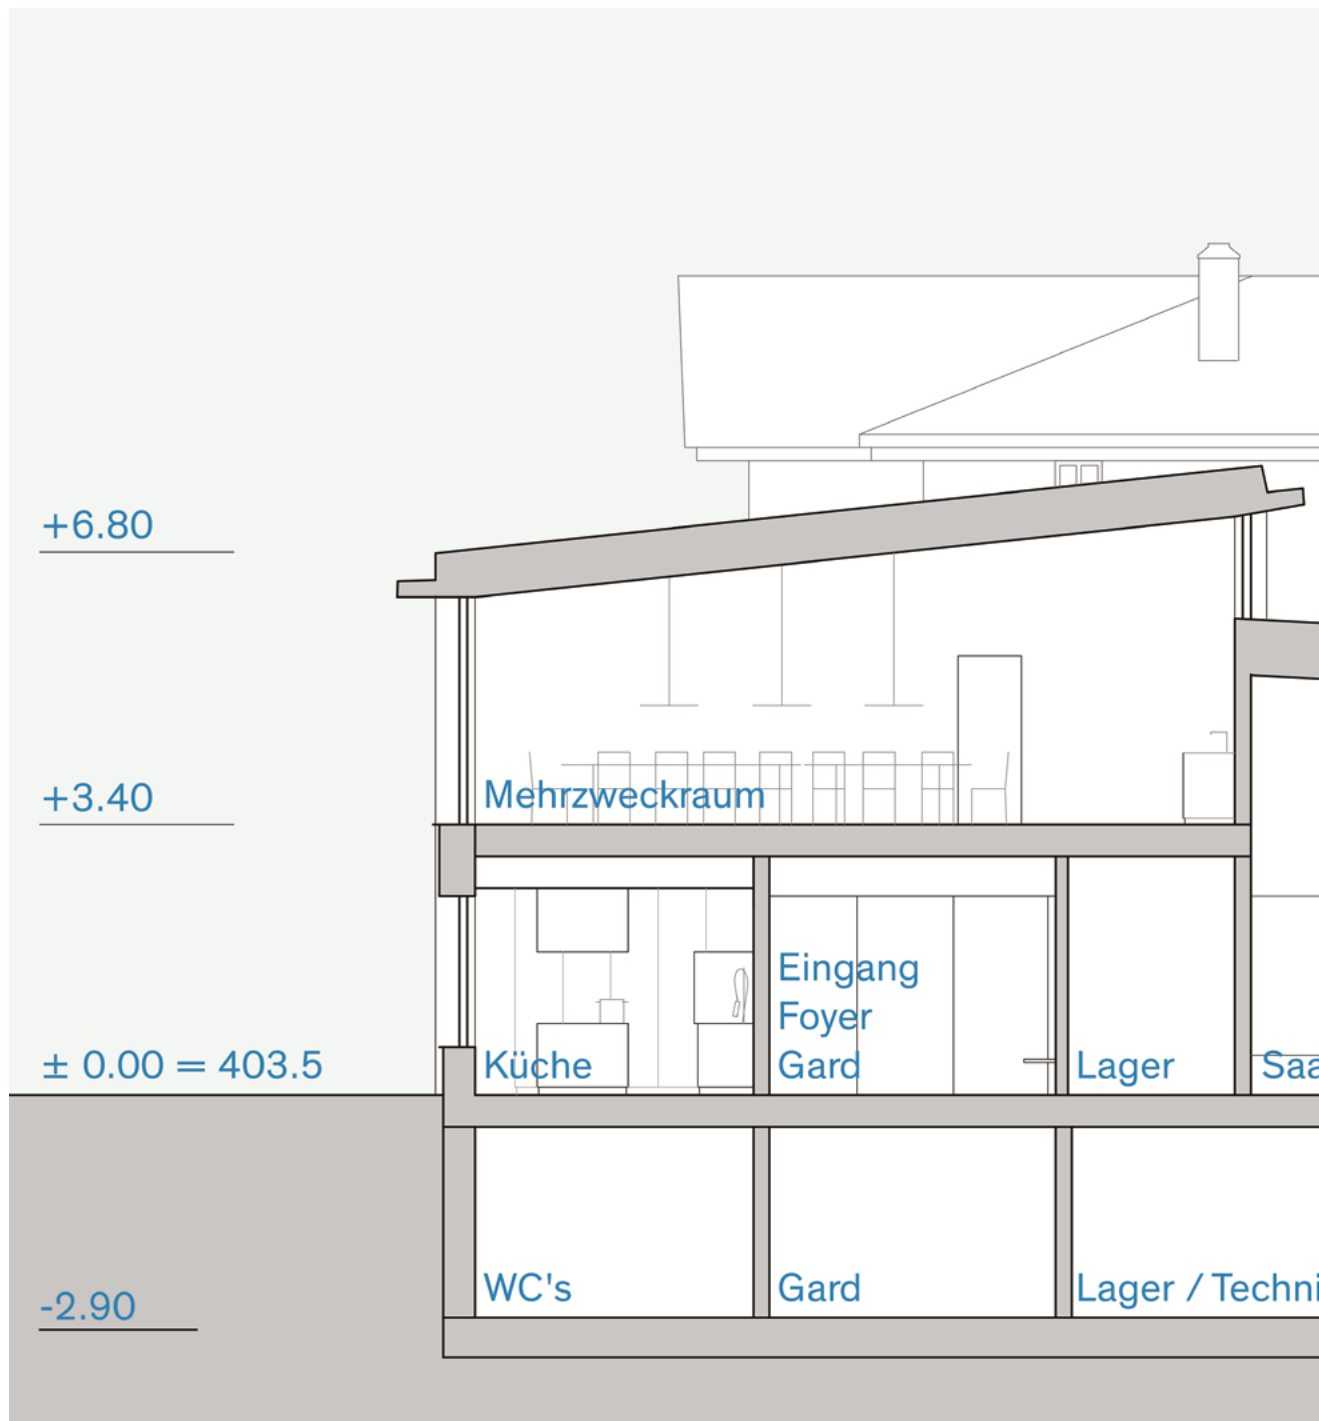 +6.80
+3.40
Mehrzweckraum
Eingang
Foyer
± 0.00 = 403.5
Küche
Gard
Lager
Saa
WC's
Gard
Lager / Techni
-2.90